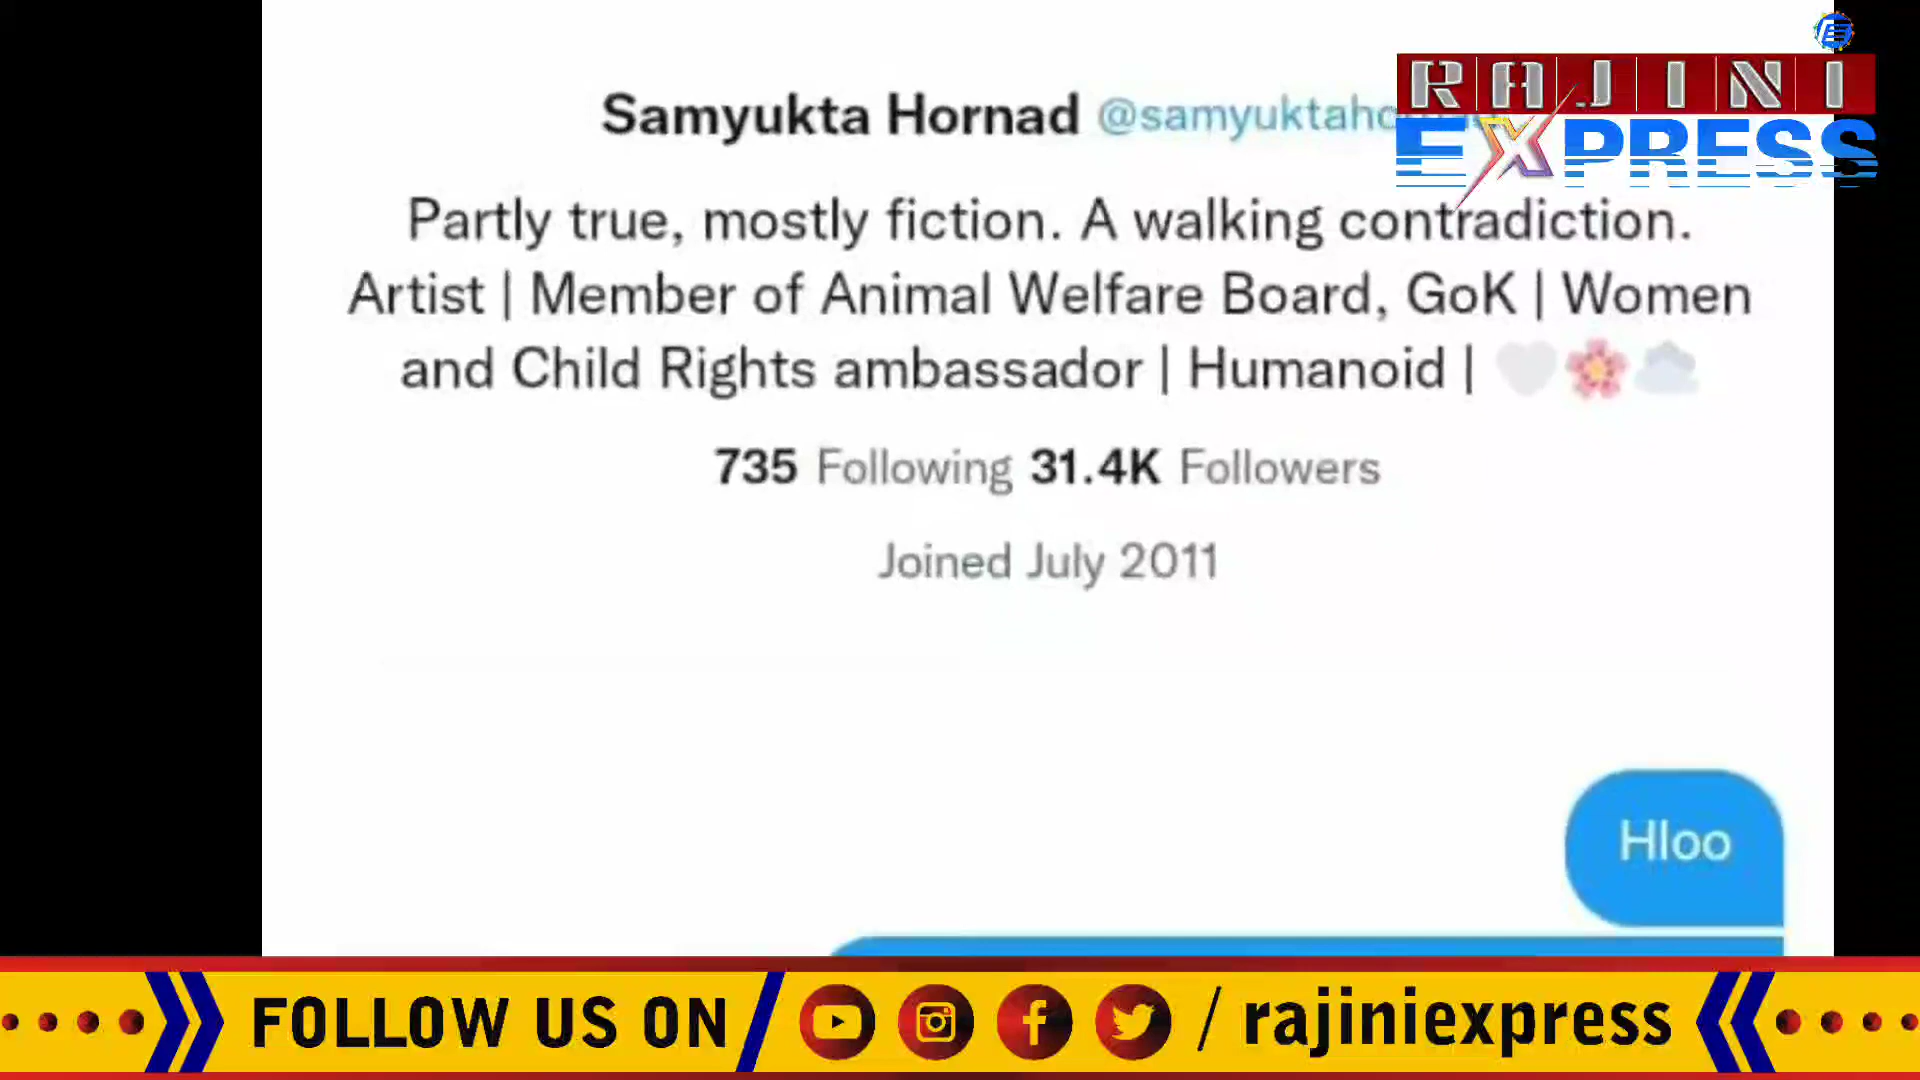 RAJINI
EXPRESS
Samyukta Hornad
Partly true, mostly fiction. A walking contradiction.
Artist | Member of Animal Welfare Board, GoK | Women
and Child Rights ambassador | Humanoid |
735 Following 31.4K Followers
Joined July 2011
Hloo
FOLLOW US ON / rajiniexpress